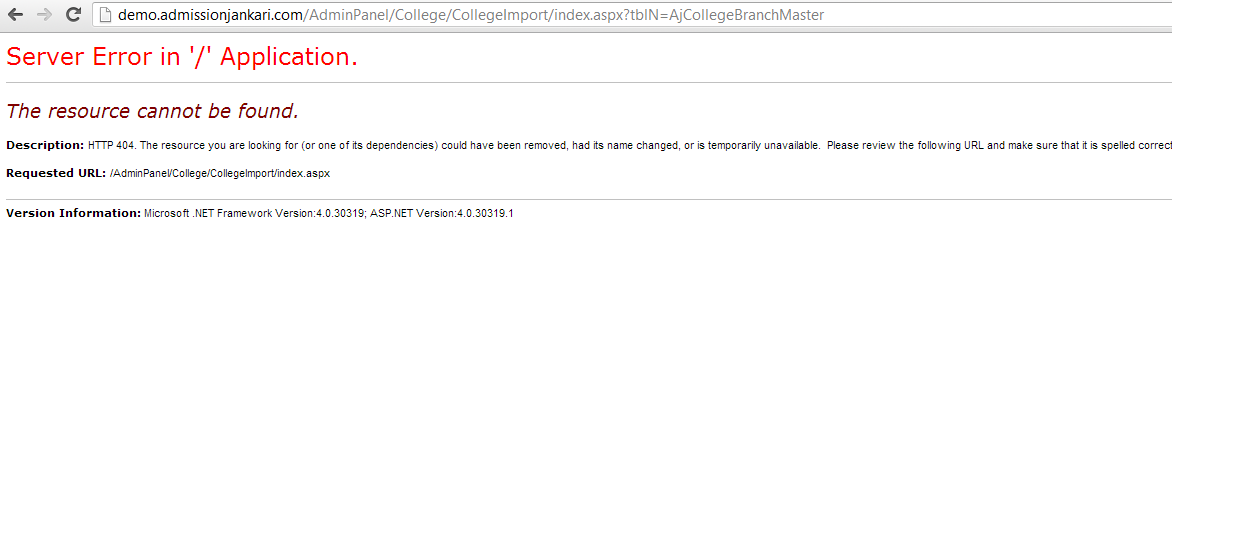 demo.admissionjankari.com/AdminPanel/College/CollegeImport/index.aspx?tblN=AjCollegeBranchMaster
Server Error in '/' Application.
The resource cannot be found.
Description: HTTP 404. The resource you are looking for (or one of its dependencies) could have been removed, had its name changed, or is temporarily unavailable.  Please review the following URL and make sure that it is spelled correct
Requested URL: /AdminPanel/College/CollegeImport/index.aspx
Version Information: Microsoft .NET Framework Version:4.0.30319; ASP.NET Version:4.0.30319.1